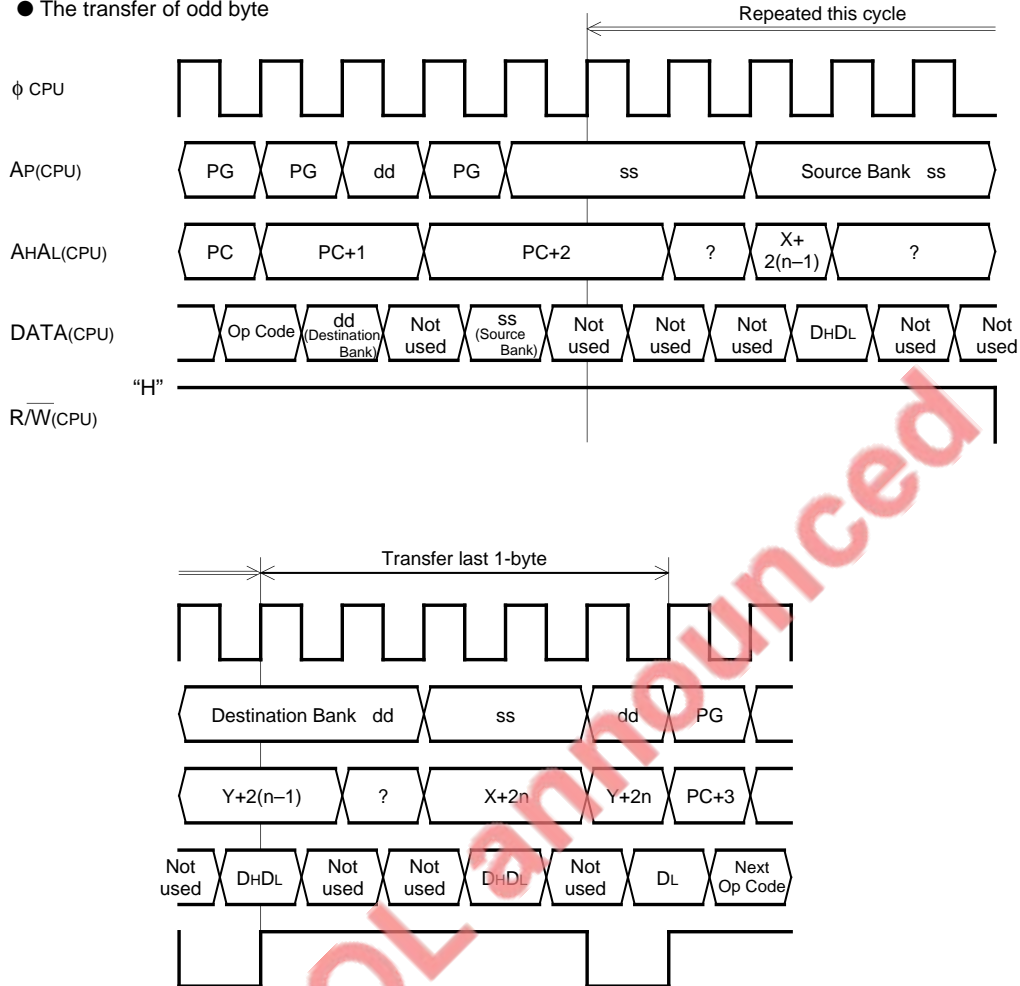 ● The transfer of odd byte
Repeated this cycle
ϕ CPU
AP(CPU) PG PG dd PG ss Source Bank ss
AHAL(CPU) PC PC+1 PC+2 ? X+ 2(n–1) ?
DATA(CPU) Op Code dd (Destination Bank) Not used ss (Source Bank) Not used Not used Not used DHDL Not used Not used
“H”
R/W(CPU)
Transfer last 1-byte
Destination Bank dd ss dd PG
Y+2(n–1) ? X+2n Y+2n PC+3
Not used DHDL Not used Not used DHDL Not used DL Next Op Code
OL announced